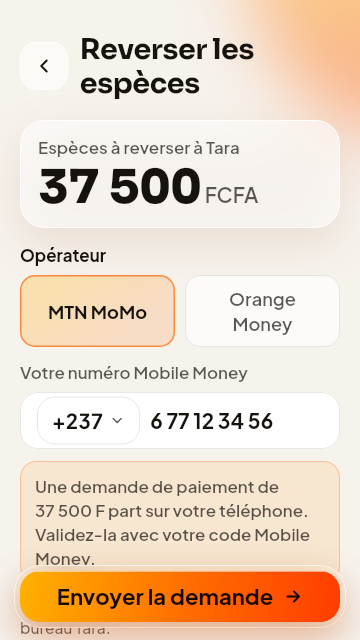 Reverser les
espèces
Espèces à reverser à Tara
37 500 FCFA
Opérateur
MTN MoMo
Orange
Money
Votre numéro Mobile Money
+237
6 77 12 34 56
Une demande de paiement de
37 500 F part sur votre téléphone.
Validez-la avec votre code Mobile
Money.
Envoyer la demande →
bureau Tara.